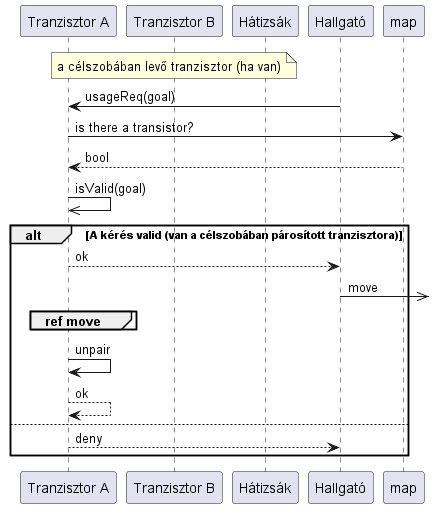 Tranzisztor A
Tranzisztor B
Hátizsák
Hallgató
map
a célszobában levő tranzisztor (ha van)
usageReq(goal)
is there a transistor?
bool
isValid(goal)
alt
[A kérés valid (van a célszobában párosított tranzisztora)]
ok
move
ref move
unpair
ok
deny
Tranzisztor A
Tranzisztor B
Hátizsák
Hallgató
map